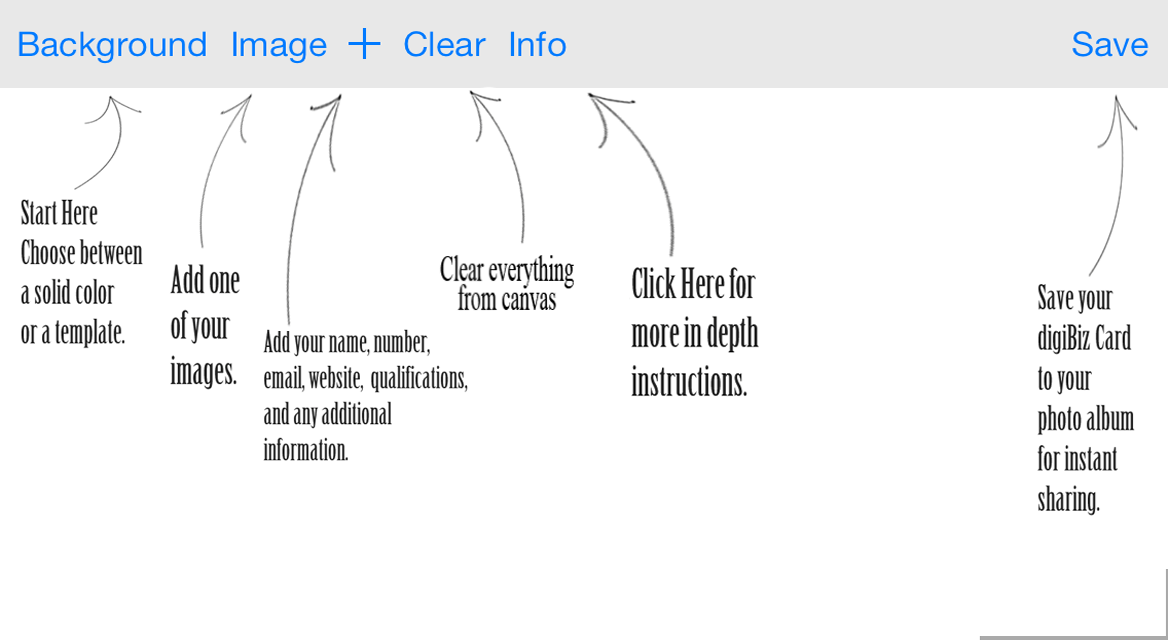 Background Image + Clear Info Save
Start Here
Choose between
a solid color
or a template.
Add one
of your
images.
Add your name, number,
email, website, qualifications,
and any additional
information.
Clear everything
from canvas
Click Here for
more in depth
instructions.
Save your
digiBiz Card
to your
photo album
for instant
sharing.